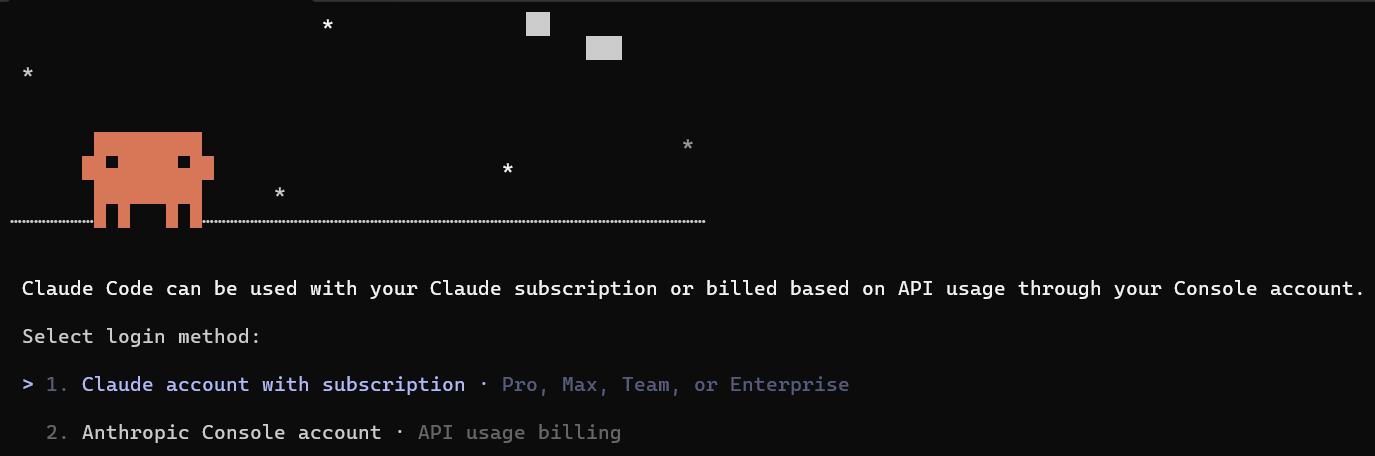 Claude Code can be used with your Claude subscription or billed based on API usage through your Console account.
Select login method:
> 1. Claude account with subscription · Pro, Max, Team, or Enterprise
2. Anthropic Console account · API usage billing